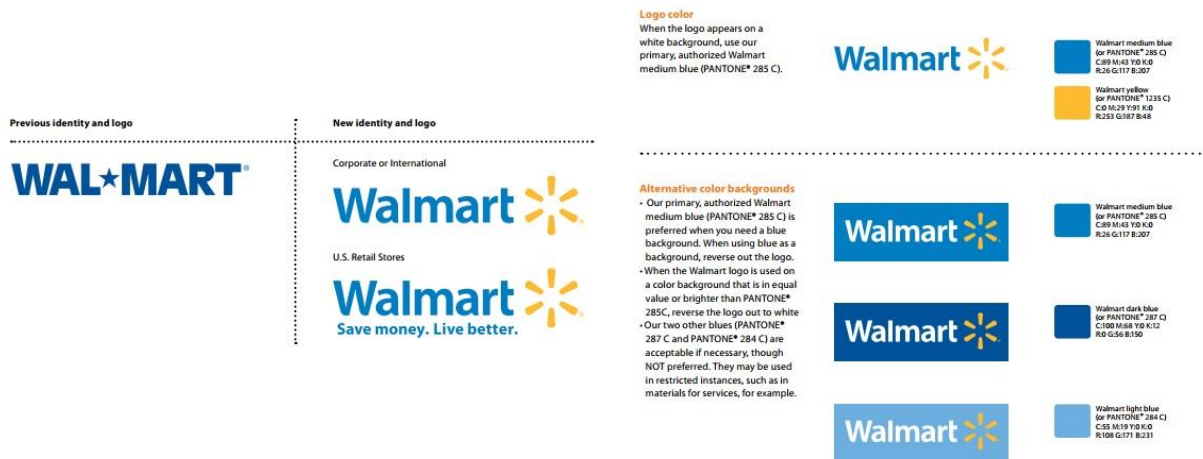 Previous identity and logo
WAL★MART®
New identity and logo
Corporate or International
Walmart
U.S. Retail Stores
Walmart
Save money. Live better.
Logo color
When the logo appears on a
white background, use our
primary, authorized Walmart
medium blue (PANTONE® 285 C).
Walmart
Walmart medium blue
(or PANTONE® 285 C)
C:89 M:43 Y:0 K:0
R:26 G:117 B:207
Walmart yellow
(or PANTONE® 1235 C)
C:0 M:29 Y:91 K:0
R:253 G:187 B:48
Alternative color backgrounds
• Our primary, authorized Walmart
medium blue (PANTONE® 285 C) is
preferred when you need a blue
background. When using blue as a
background, reverse out the logo.
• When the Walmart logo is used on
a color background that is in equal
value or brighter than PANTONE®
285C, reverse the logo out to white
• Our two other blues (PANTONE®
287 C and PANTONE® 284 C) are
acceptable if necessary, though
NOT preferred. They may be used
in restricted instances, such as in
materials for services, for example.
Walmart
Walmart medium blue
(or PANTONE® 285 C)
C:89 M:43 Y:0 K:0
R:26 G:117 B:207
Walmart
Walmart dark blue
(or PANTONE® 287 C)
C:100 M:68 Y:0 K:12
R:0 G:56 B:150
Walmart
Walmart light blue
(or PANTONE® 284 C)
C:55 M:19 Y:0 K:0
R:108 G:171 B:231